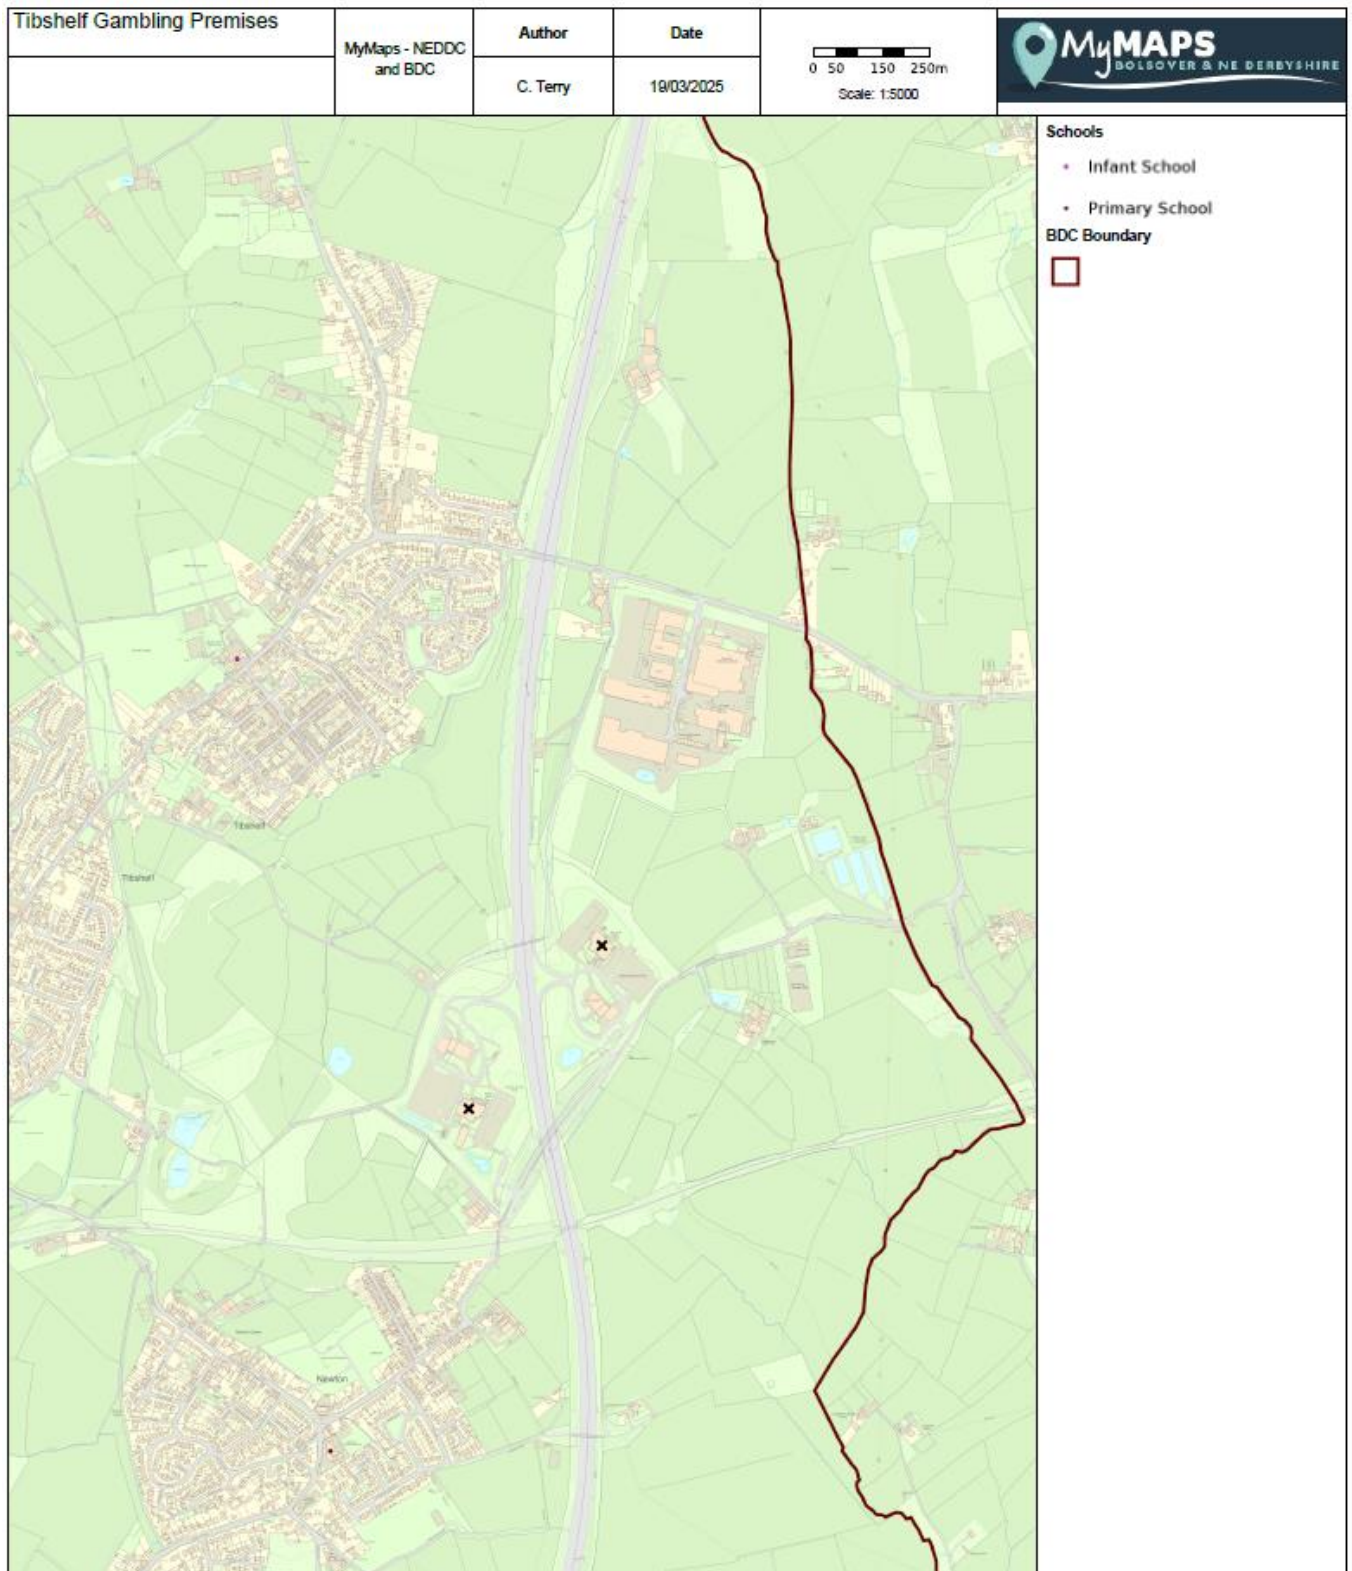 Tibshelf Gambling Premises
MyMaps - NEDDC
and BDC
Author
C. Terry
Date
19/03/2025
0 50 150 250m
Scale: 1:5000
MyMAPS
BOLSOVER & NE DERBYSHIRE
Schools
Infant School
Primary School
BDC Boundary
Tibshelf
Tibshelf
Newton